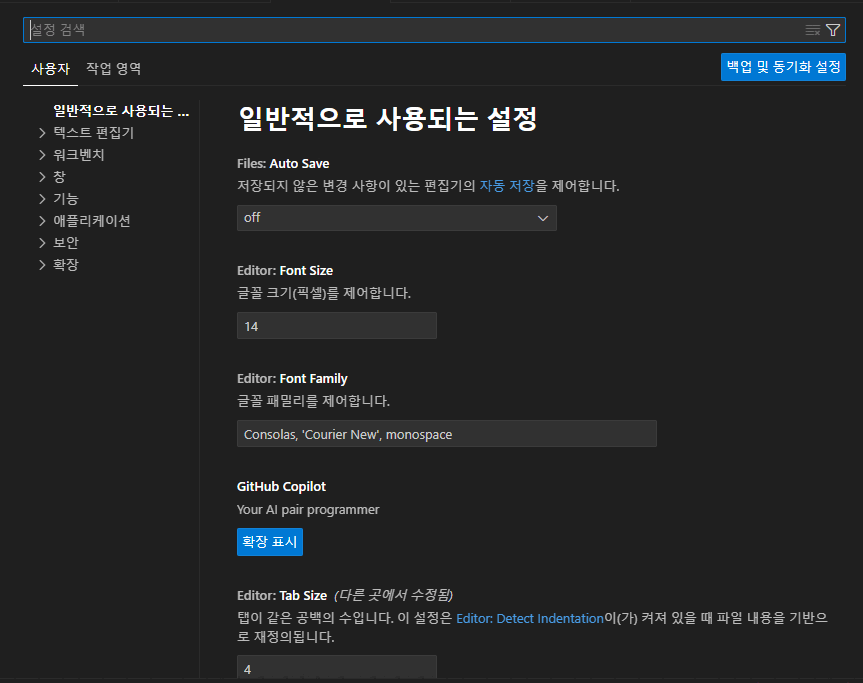 설정 검색
사용자
작업 영역
백업 및 동기화 설정
일반적으로 사용되는 ...
텍스트 편집기
워크벤치
창
기능
애플리케이션
보안
확장
일반적으로 사용되는 설정
Files: Auto Save
저장되지 않은 변경 사항이 있는 편집기의 자동 저장을 제어합니다.
off
Editor: Font Size
글꼴 크기(픽셀)를 제어합니다.
14
Editor: Font Family
글꼴 패밀리를 제어합니다.
Consolas, 'Courier New', monospace
GitHub Copilot
Your AI pair programmer
확장 표시
Editor: Tab Size (다른 곳에서 수정됨)
탭이 같은 공백의 수입니다. 이 설정은 Editor: Detect Indentation이(가) 켜져 있을 때 파일 내용을 기반으
로 재정의됩니다.
4